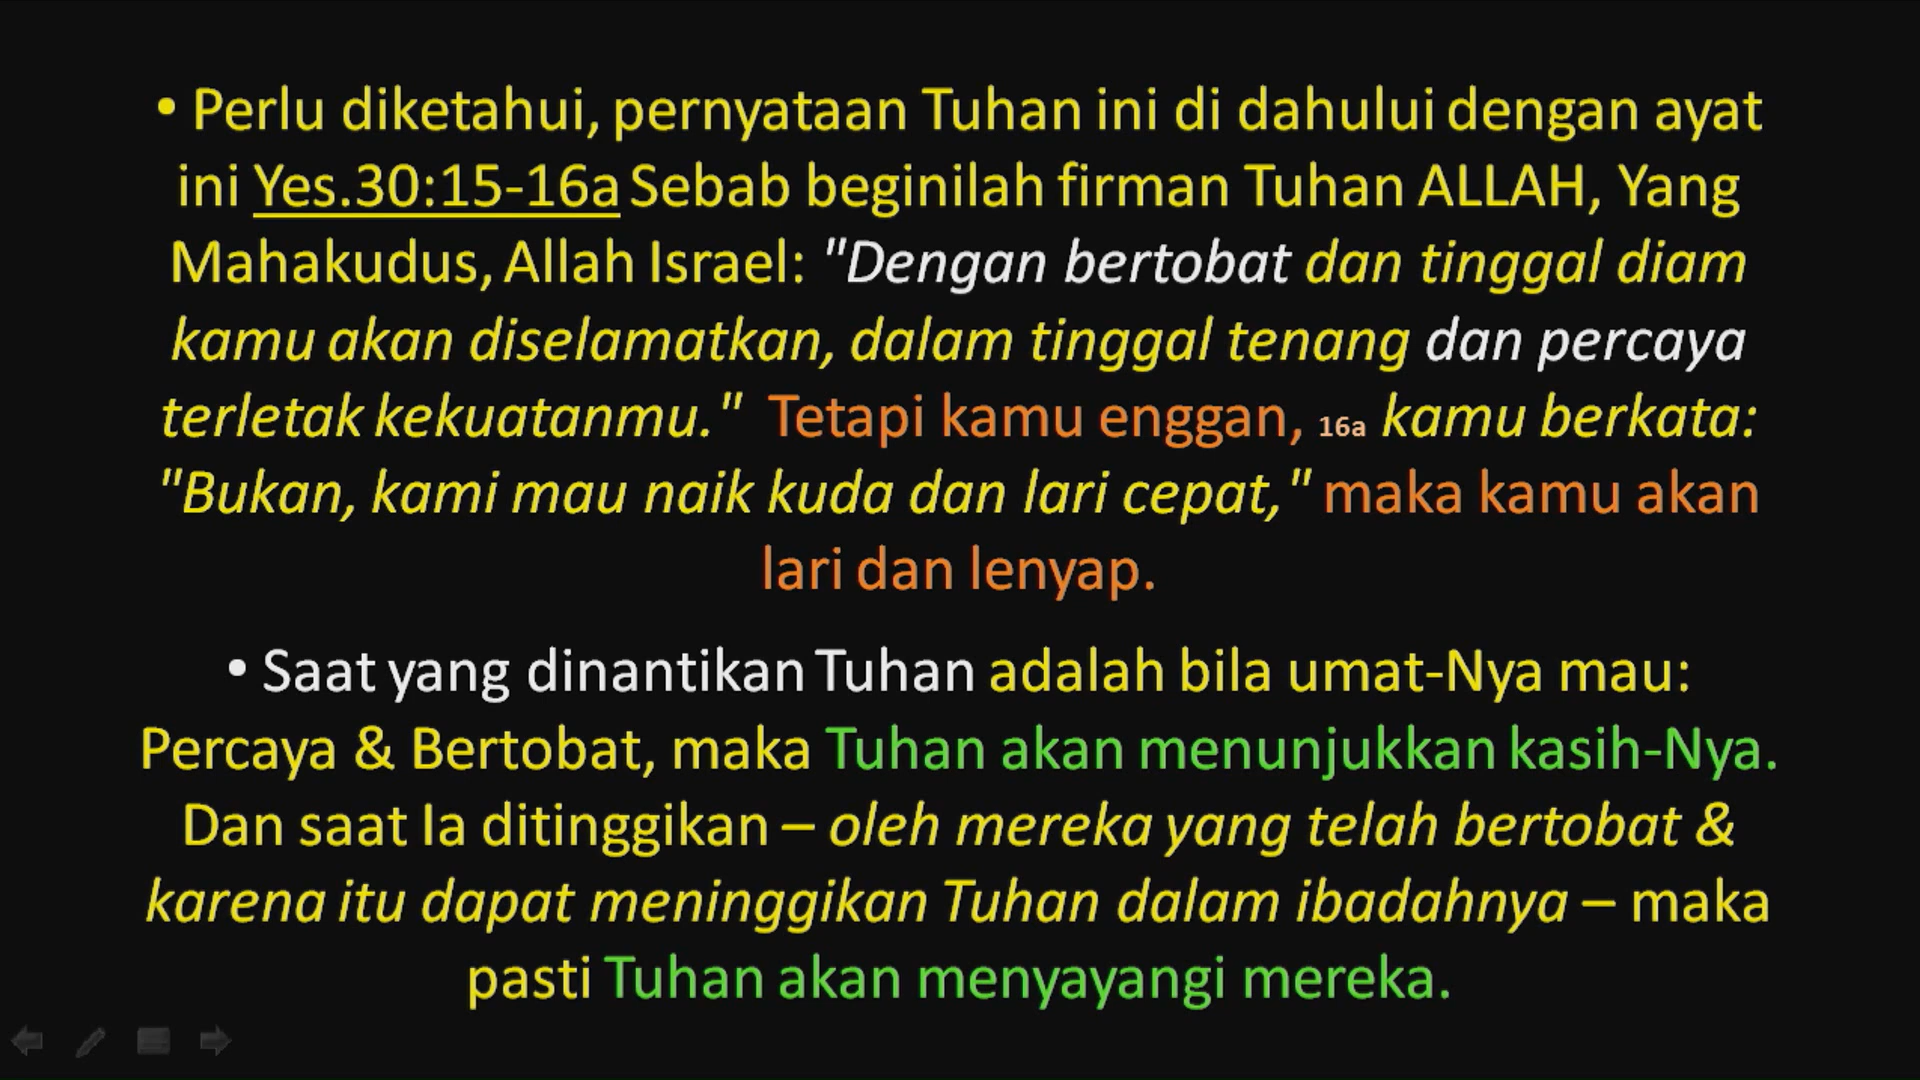 • Perlu diketahui, pernyataan Tuhan ini di dahului dengan ayat
ini Yes.30:15-16a Sebab beginilah firman Tuhan ALLAH, Yang
Mahakudus, Allah Israel: "Dengan bertobat dan tinggal diam
kamu akan diselamatkan, dalam tinggal tenang dan percaya
terletak kekuatanmu." Tetapi kamu enggan, 16a kamu berkata:
"Bukan, kami mau naik kuda dan lari cepat," maka kamu akan
lari dan lenyap.
• Saat yang dinantikan Tuhan adalah bila umat-Nya mau:
Percaya & Bertobat, maka Tuhan akan menunjukkan kasih-Nya.
Dan saat Ia ditinggikan – oleh mereka yang telah bertobat &
karena itu dapat meninggikan Tuhan dalam ibadahnya – maka
pasti Tuhan akan menyayangi mereka.